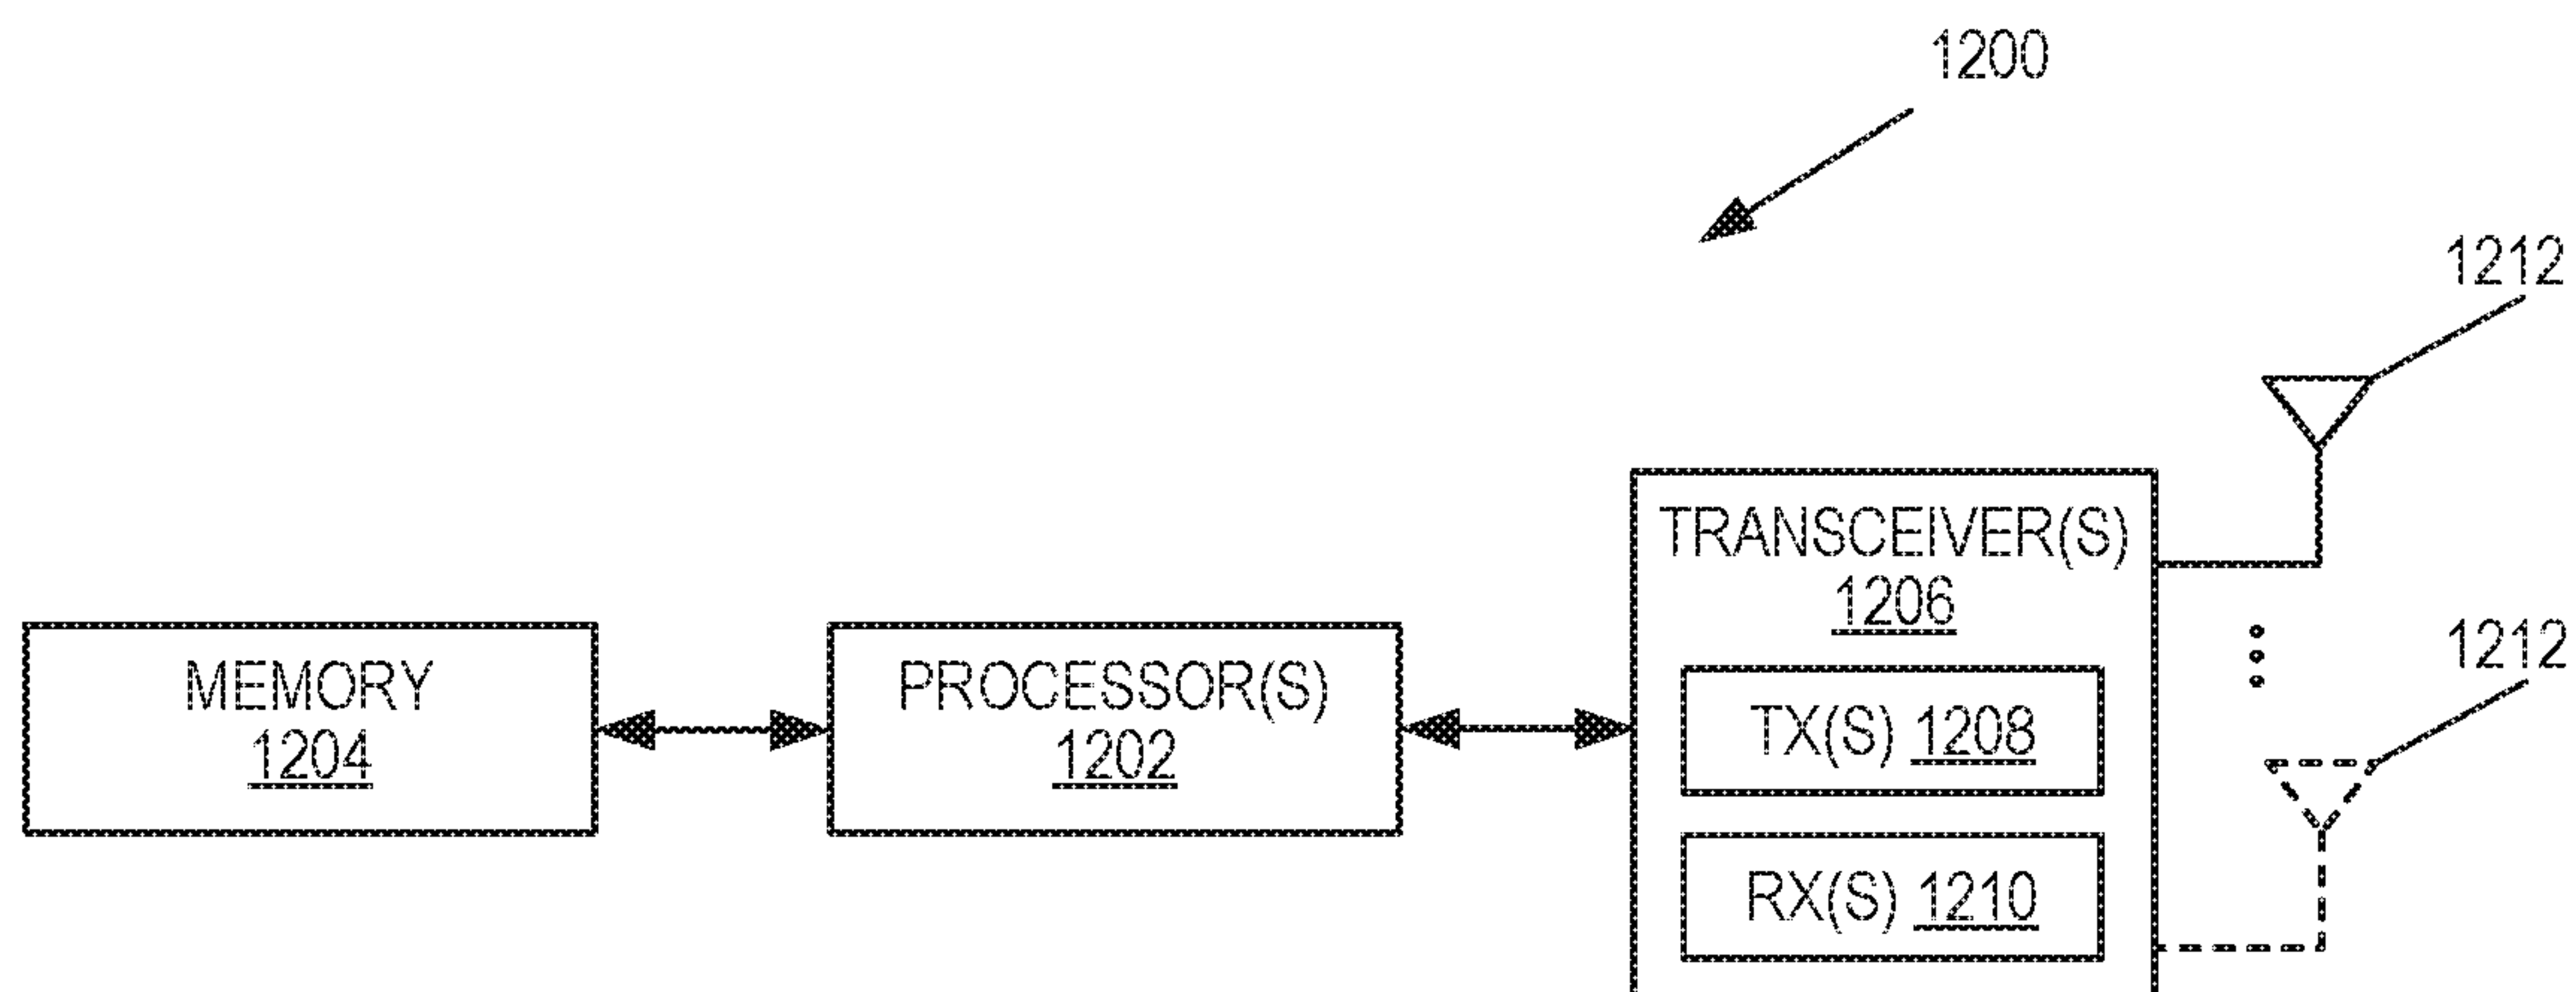 1200
1212
TRANSCEIVER(S)
1206
1212
MEMORY
1204
PROCESSOR(S)
1202
TX(S) 1208
RX(S) 1210